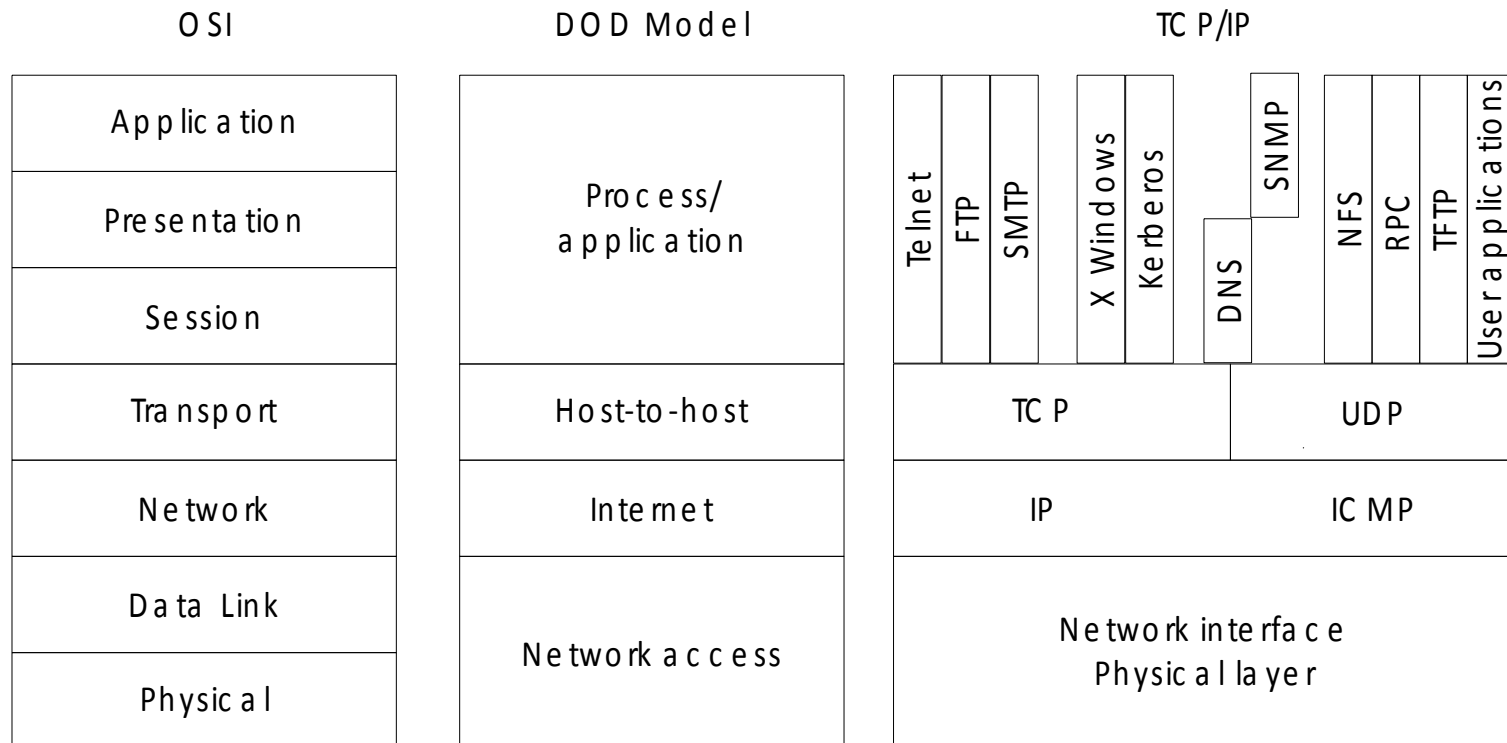 OSI
DOD Model
TCP/IP
Application
Presentation
Session
Transport
Network
Data Link
Physical
Process/
application
Host-to-host
Internet
Network access
Telnet
FTP
SMTP
X Windows
Kerberos
DNS
SNMP
NFS
RPC
TFTP
User applications
TCP
UDP
IP
ICMP
Network interface
Physical layer